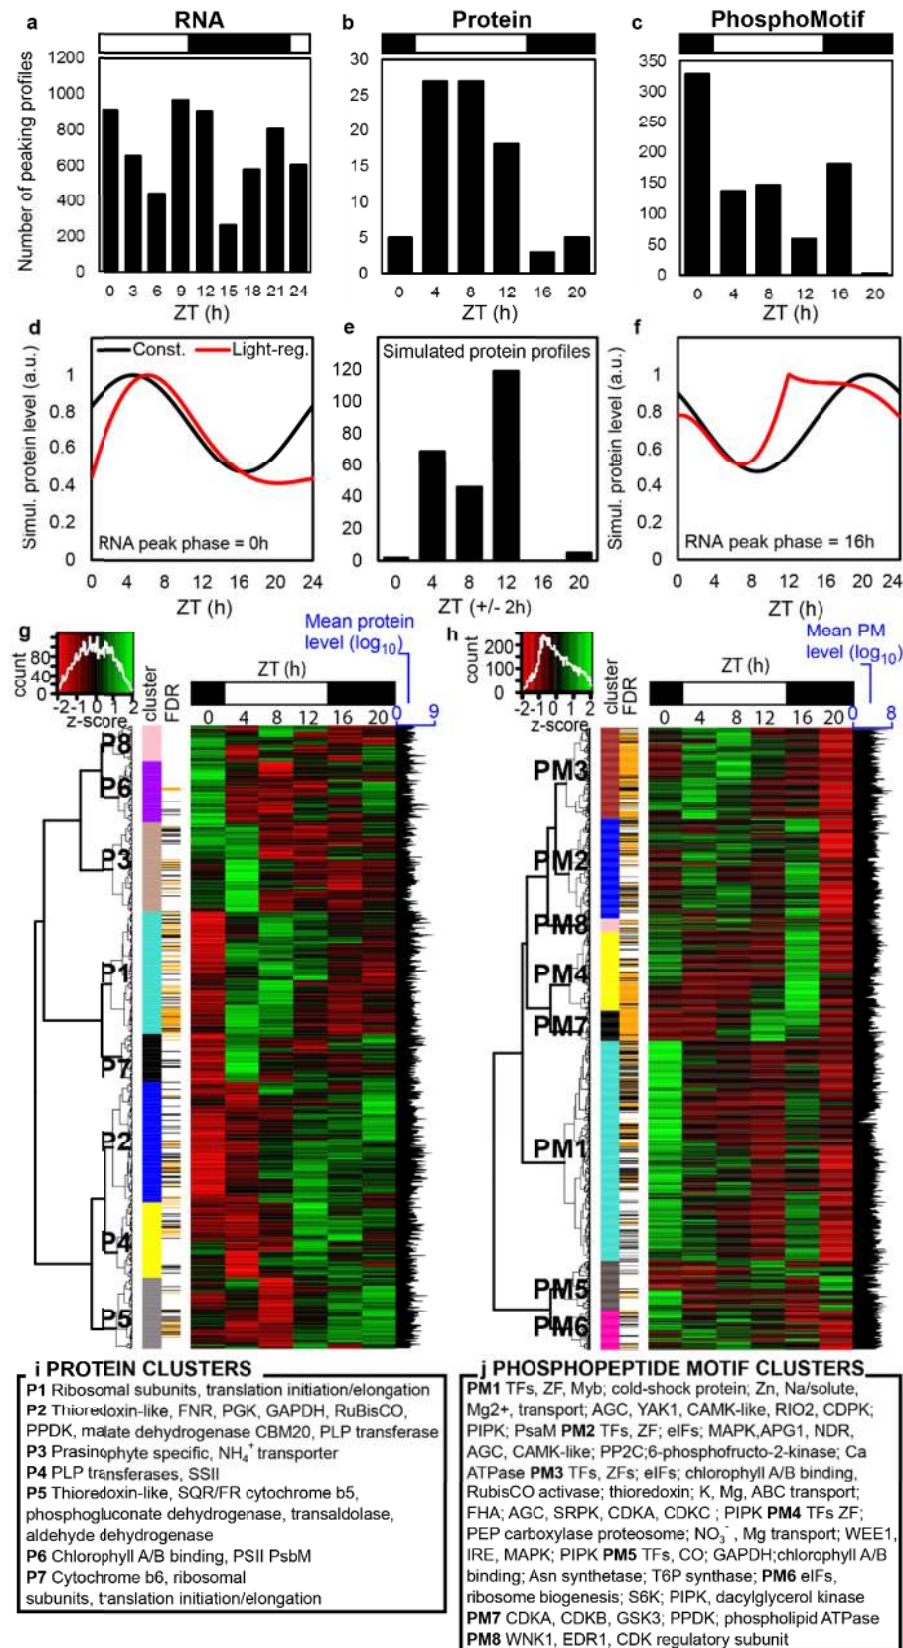 a RNA b Protein c PhosphoMotif
Number of peaking profiles
1200
1000
800
600
400
200
0
0 3 6 9 12 15 18 21 24
ZT (h)
30
25
20
15
10
5
0
0 4 8 12 16 20
ZT (h)
350
300
250
200
150
100
50
0
0 4 8 12 16 20
ZT (h)
d
Simul. protein level (a.u.)
Const. Light-reg.
1
0.8
0.6
0.4
0.2
0
RNA peak phase = 0h
0 4 8 12 16 20 24
ZT (h)
e
Simulated protein profiles
120
100
80
60
40
20
0
0 4 8 12 16 20
ZT (+/- 2h)
f
Simul. protein level (a.u.)
1
0.8
0.6
0.4
0.2
0
RNA peak phase = 16h
0 4 8 12 16 20 24
ZT (h)
g
count
80
40
0
-2 -1 0 1 2
z-score
cluster
FDR
Mean protein
level (log10)
ZT (h)
0 4 8 12 16 20
0 9
P8
P6
P3
P1
P7
P2
P4
P5
h
count
200
100
0
-2 -1 0 1 2
z-score
cluster
FDR
Mean PM
level (log10)
ZT (h)
0 4 8 12 16 20
0 8
PM3
PM2
PM8
PM4
PM7
PM1
PM5
PM6
i PROTEIN CLUSTERS
P1 Ribosomal subunits, translation initiation/elongation
P2 Thioredoxin-like, FNR, PGK, GAPDH, RuBisCO,
PPDK, malate dehydrogenase CBM20, PLP transferase
P3 Prasinophyte specific, NH4+ transporter
P4 PLP transferases, SSII
P5 Thioredoxin-like, SQR/FR cytochrome b5,
phosphogluconate dehydrogenase, transaldolase,
aldehyde dehydrogenase
P6 Chlorophyll A/B binding, PSII PsbM
P7 Cytochrome b6, ribosomal
subunits, translation initiation/elongation
j PHOSPHOPEPTIDE MOTIF CLUSTERS
PM1 TFs, ZF, Myb; cold-shock protein; Zn, Na/solute,
Mg2+, transport; AGC, YAK1, CAMK-like, RIO2, CDPK;
PIPK; PsaM PM2 TFs, ZF; eIFs; MAPK,APG1, NDR,
AGC, CAMK-like; PP2C;6-phosphofructo-2-kinase; Ca
ATPase PM3 TFs, ZFs; eIFs; chlorophyll A/B binding,
RubisCO activase; thioredoxin; K, Mg, ABC transport;
FHA; AGC, SRPK, CDKA, CDKC ; PIPK PM4 TFs ZF;
PEP carboxylase proteosome; NO3- , Mg transport; WEE1,
IRE, MAPK; PIPK PM5 TFs, CO; GAPDH;chlorophyll A/B
binding; Asn synthetase; T6P synthase; PM6 eIFs,
ribosome biogenesis; S6K; PIPK, dacylglycerol kinase
PM7 CDKA, CDKB, GSK3; PPDK; phospholipid ATPase
PM8 WNK1, EDR1, CDK regulatory subunit